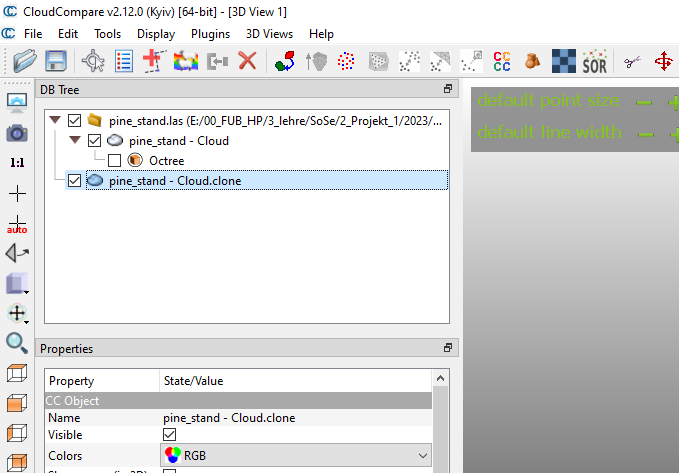 CloudCompare v2.12.0 (Kyiv) [64-bit] - [3D View 1]
File Edit Tools Display Plugins 3D Views Help
CC
CC
SOR
DB Tree
default point size
pine_stand.las (E:/00_FUB_HP/3_lehre/SoSe/2_Projekt_1/2023/...
default line width
pine_stand - Cloud
1:1
Octree
pine_stand - Cloud.clone
auto
Properties
Property State/Value
CC Object
Name pine_stand - Cloud.clone
Visible
Colors RGB